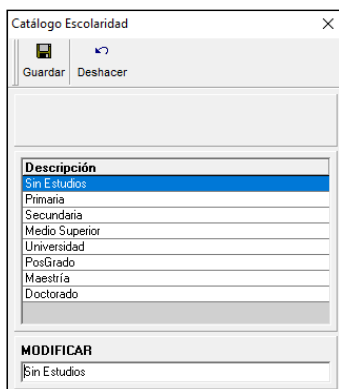 Catálogo Escolaridad
Guardar Deshacer
Descripción
Sin Estudios
Primaria
Secundaria
Medio Superior
Universidad
PosGrado
Maestría
Doctorado
MODIFICAR
Sin Estudios